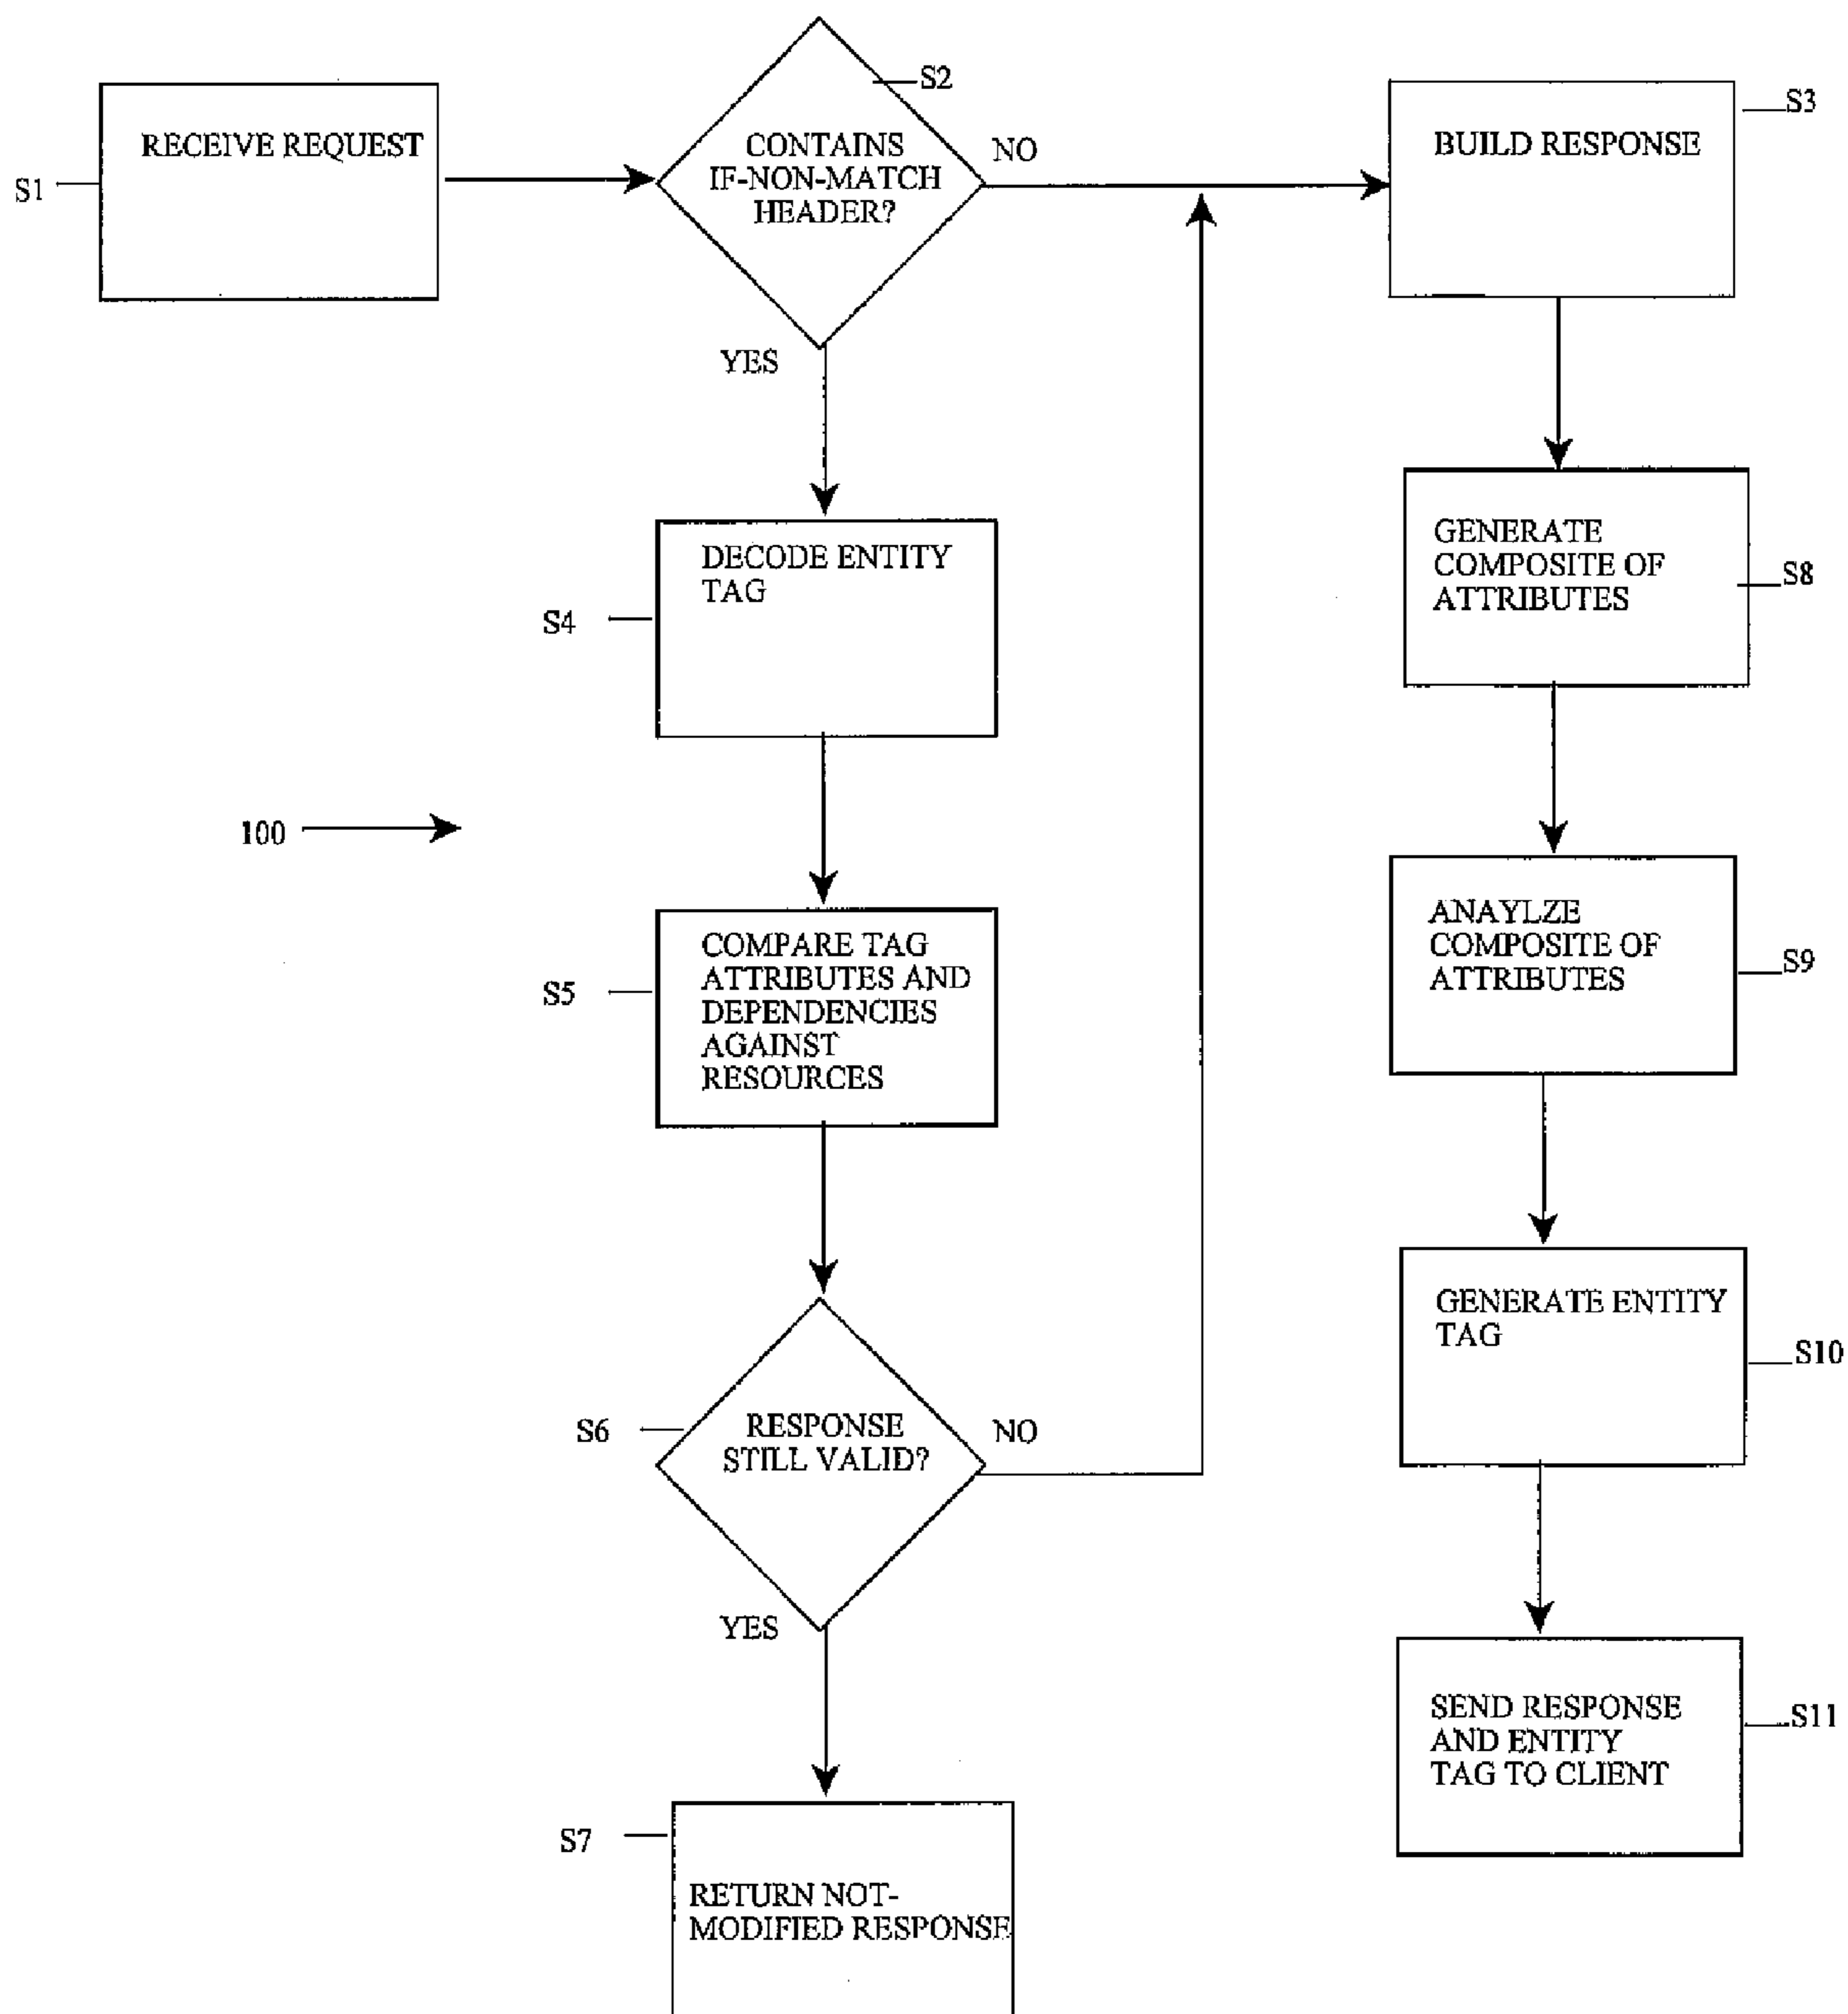 S1
RECEIVE REQUEST
S2
CONTAINS
IF-NON-MATCH
HEADER?
NO
YES
S3
BUILD RESPONSE
S4
DECODE ENTITY
TAG
S8
GENERATE
COMPOSITE OF
ATTRIBUTES
100
S5
COMPARE TAG
ATTRIBUTES AND
DEPENDENCIES
AGAINST
RESOURCES
S9
ANAYLZE
COMPOSITE OF
ATTRIBUTES
S6
RESPONSE
STILL VALID?
NO
YES
S10
GENERATE ENTITY
TAG
S7
RETURN NOT-
MODIFIED RESPONSE
S11
SEND RESPONSE
AND ENTITY
TAG TO CLIENT